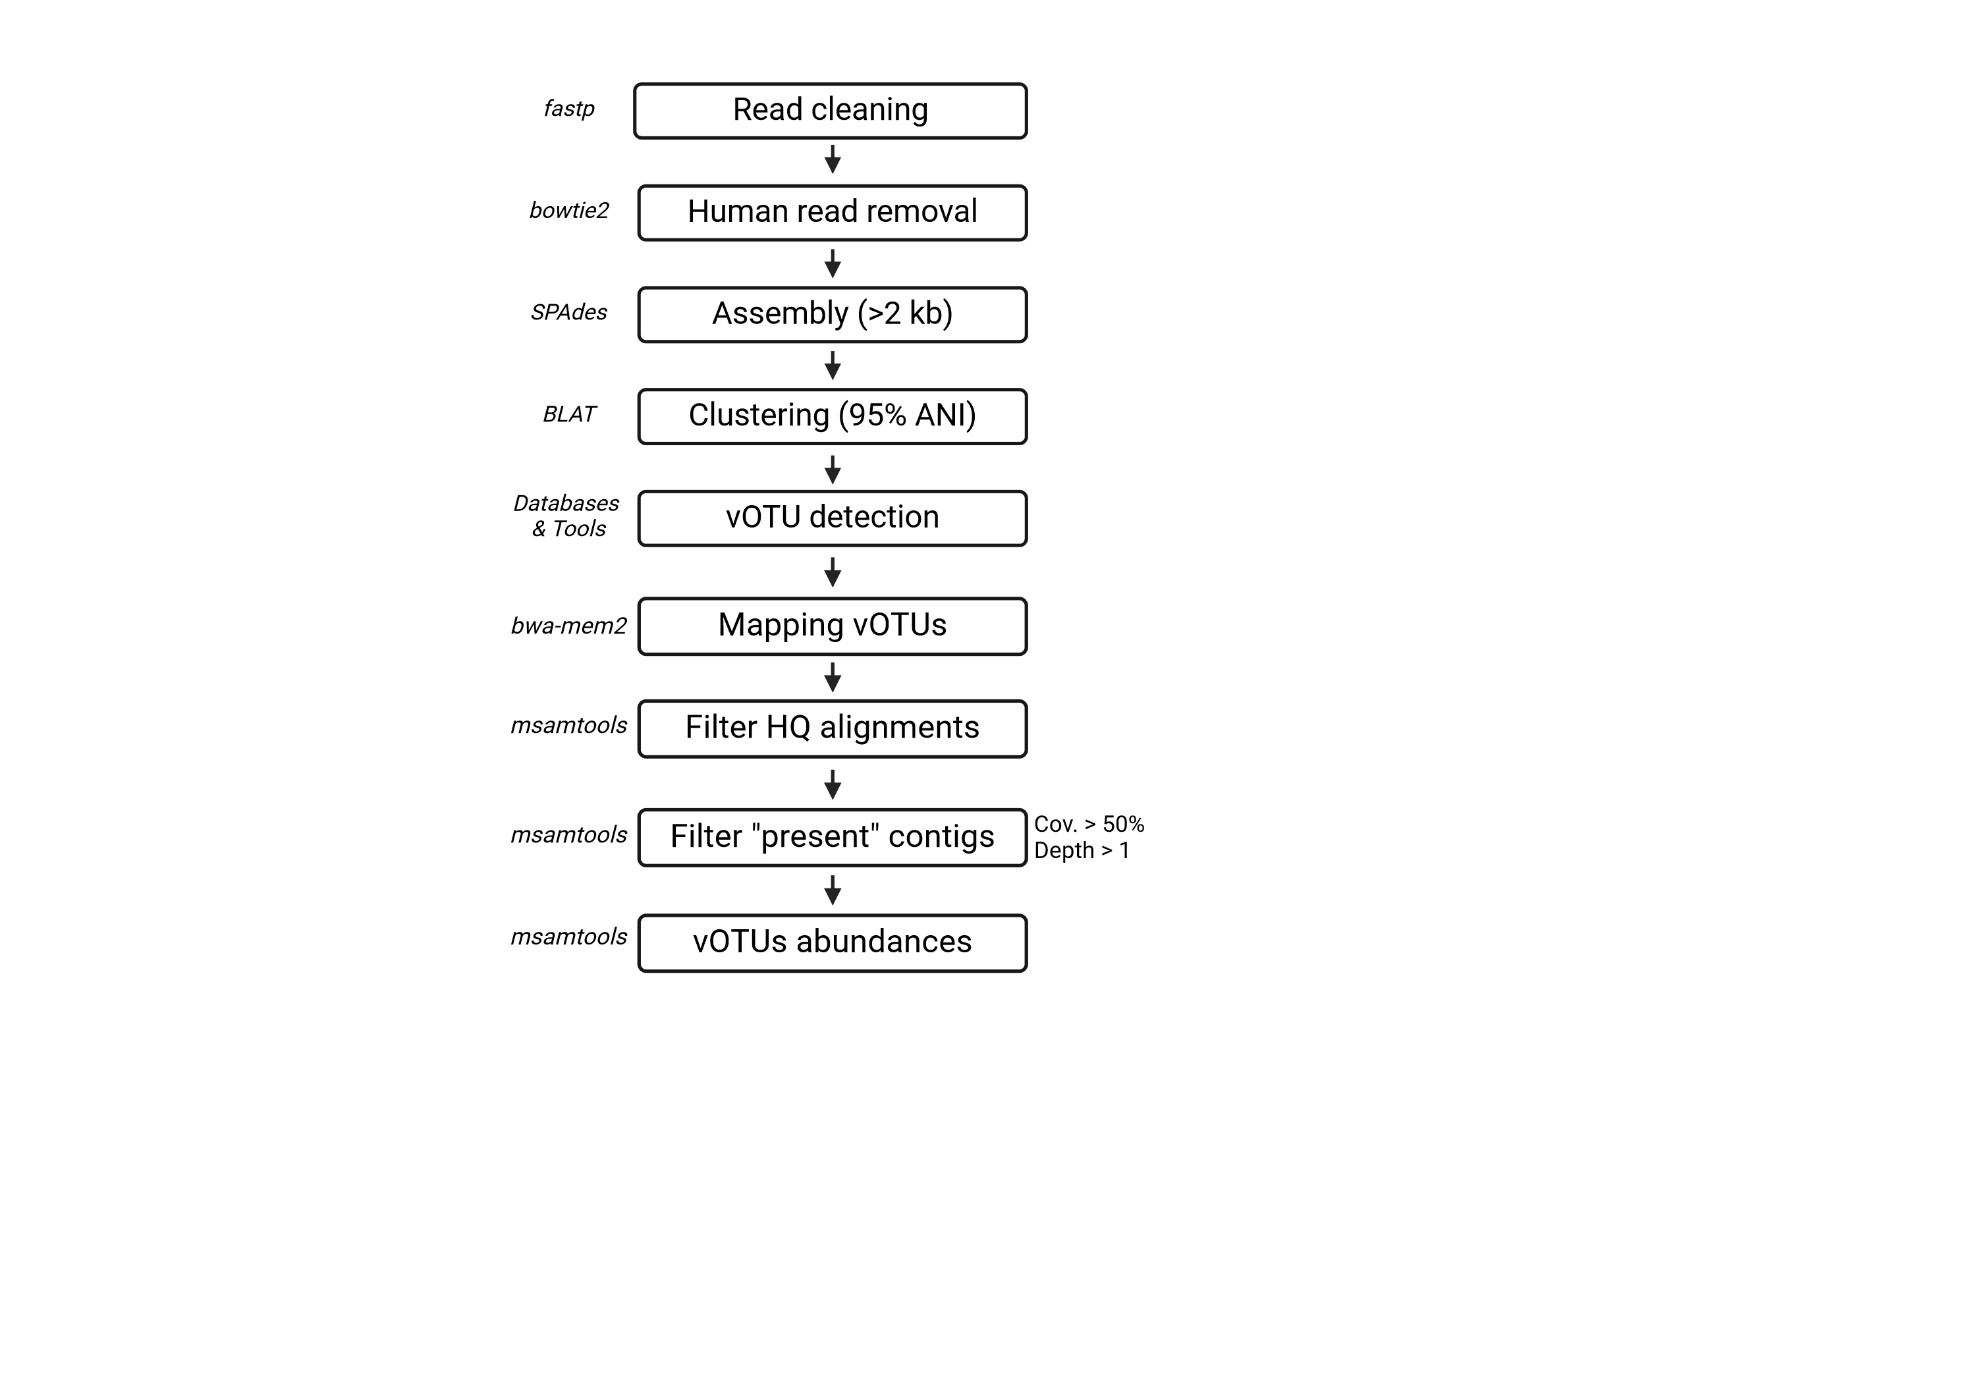 fastp
Read cleaning
bowtie2
Human read removal
SPAdes
Assembly (>2 kb)
BLAT
Clustering (95% ANI)
Databases
& Tools
vOTU detection
bwa-mem2
Mapping vOTUs
msamtools
Filter HQ alignments
msamtools
Filter "present" contigs
Cov. > 50%
Depth > 1
msamtools
vOTUs abundances